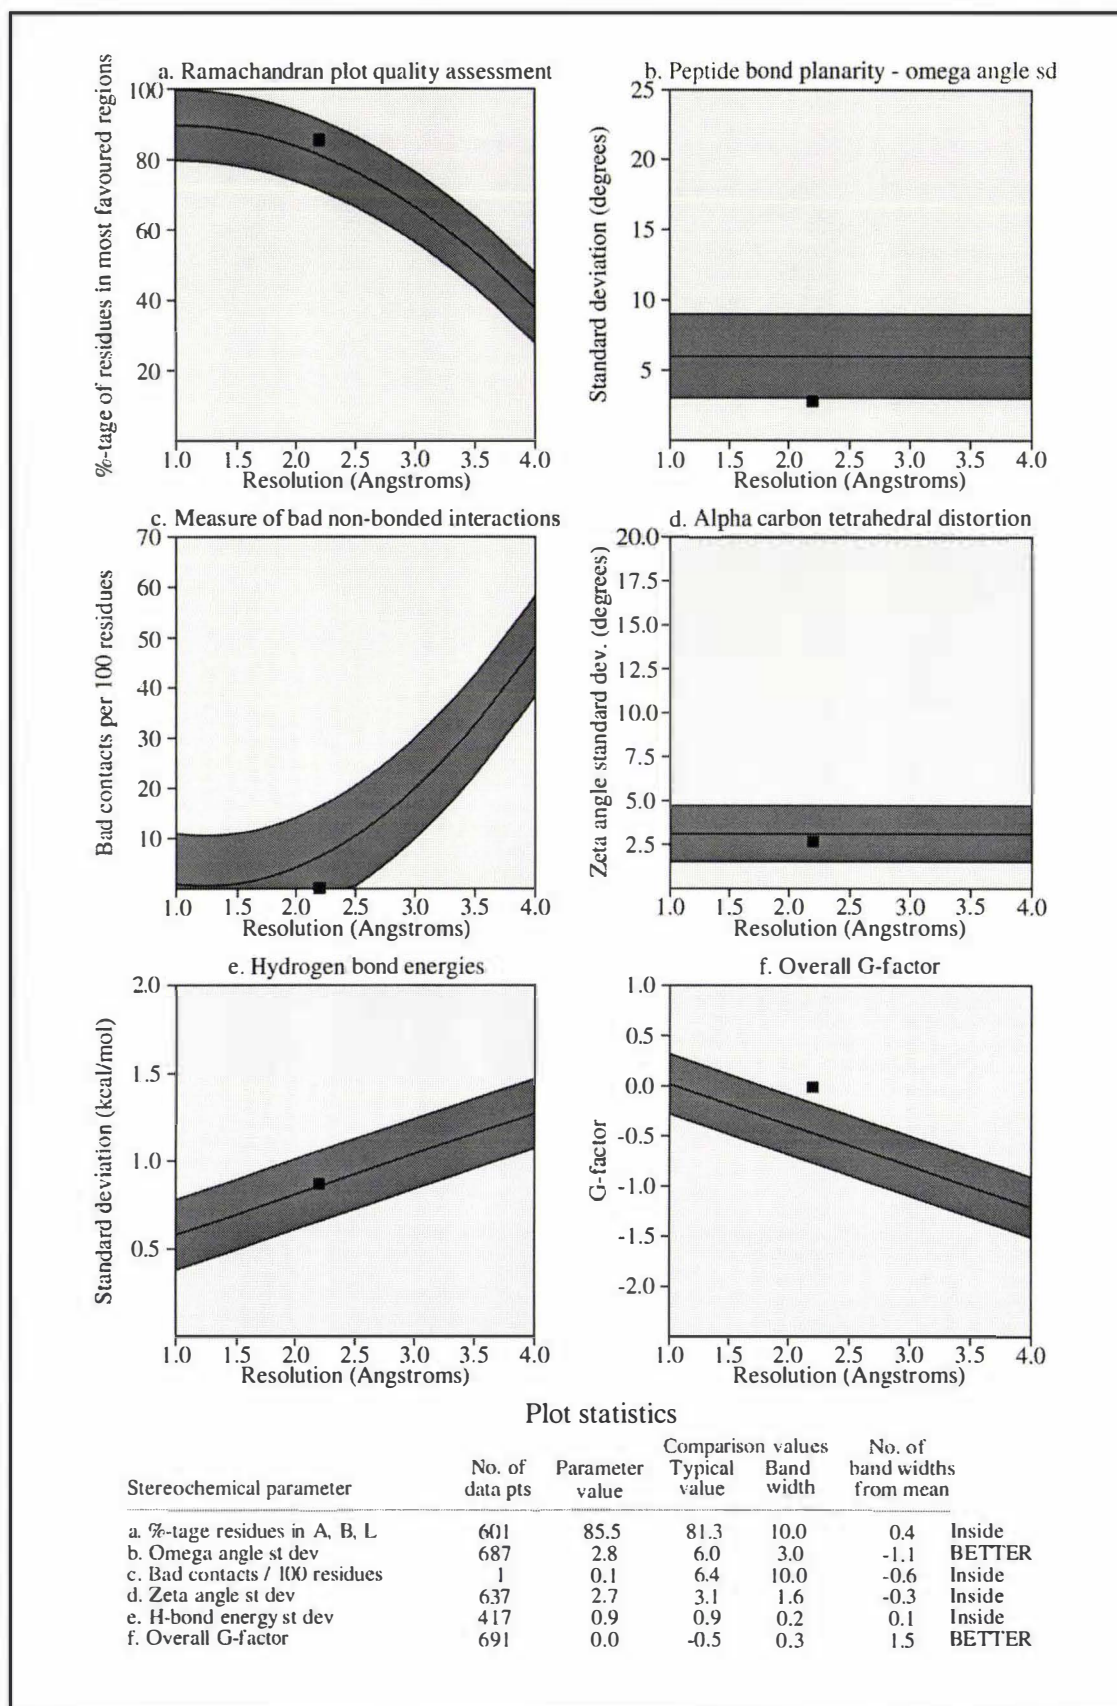 a. Ramachandran plot quality assessment
%-tage of residues in most favoured regions
100
80
60
40
20
1.0 1.5 2.0 2.5 3.0 3.5 4.0
Resolution (Angstroms)
b. Peptide bond planarity - omega angle sd
Standard deviation (degrees)
25
20
15
10
5
1.0 1.5 2.0 2.5 3.0 3.5 4.0
Resolution (Angstroms)
c. Measure of bad non-bonded interactions
Bad contacts per 100 residues
70
60
50
40
30
20
10
1.0 1.5 2.0 2.5 3.0 3.5 4.0
Resolution (Angstroms)
d. Alpha carbon tetrahedral distortion
Zeta angle standard dev. (degrees)
20.0
17.5
15.0
12.5
10.0
7.5
5.0
2.5
1.0 1.5 2.0 2.5 3.0 3.5 4.0
Resolution (Angstroms)
e. Hydrogen bond energies
Standard deviation (kcal/mol)
2.0
1.5
1.0
0.5
1.0 1.5 2.0 2.5 3.0 3.5 4.0
Resolution (Angstroms)
f. Overall G-factor
G-factor
1.0
0.5
0.0
-0.5
-1.0
-1.5
-2.0
1.0 1.5 2.0 2.5 3.0 3.5 4.0
Resolution (Angstroms)
Plot statistics
Comparison values No. of
No. of Parameter Typical Band band widths
Stereochemical parameter data pts value value width from mean
a. %-tage residues in A, B, L 601 85.5 81.3 10.0 0.4 Inside
b. Omega angle st dev 687 2.8 6.0 3.0 -1.1 BETTER
c. Bad contacts / 100 residues 1 0.1 6.4 10.0 -0.6 Inside
d. Zeta angle st dev 637 2.7 3.1 1.6 -0.3 Inside
e. H-bond energy st dev 417 0.9 0.9 0.2 0.1 Inside
f. Overall G-factor 691 0.0 -0.5 0.3 1.5 BETTER